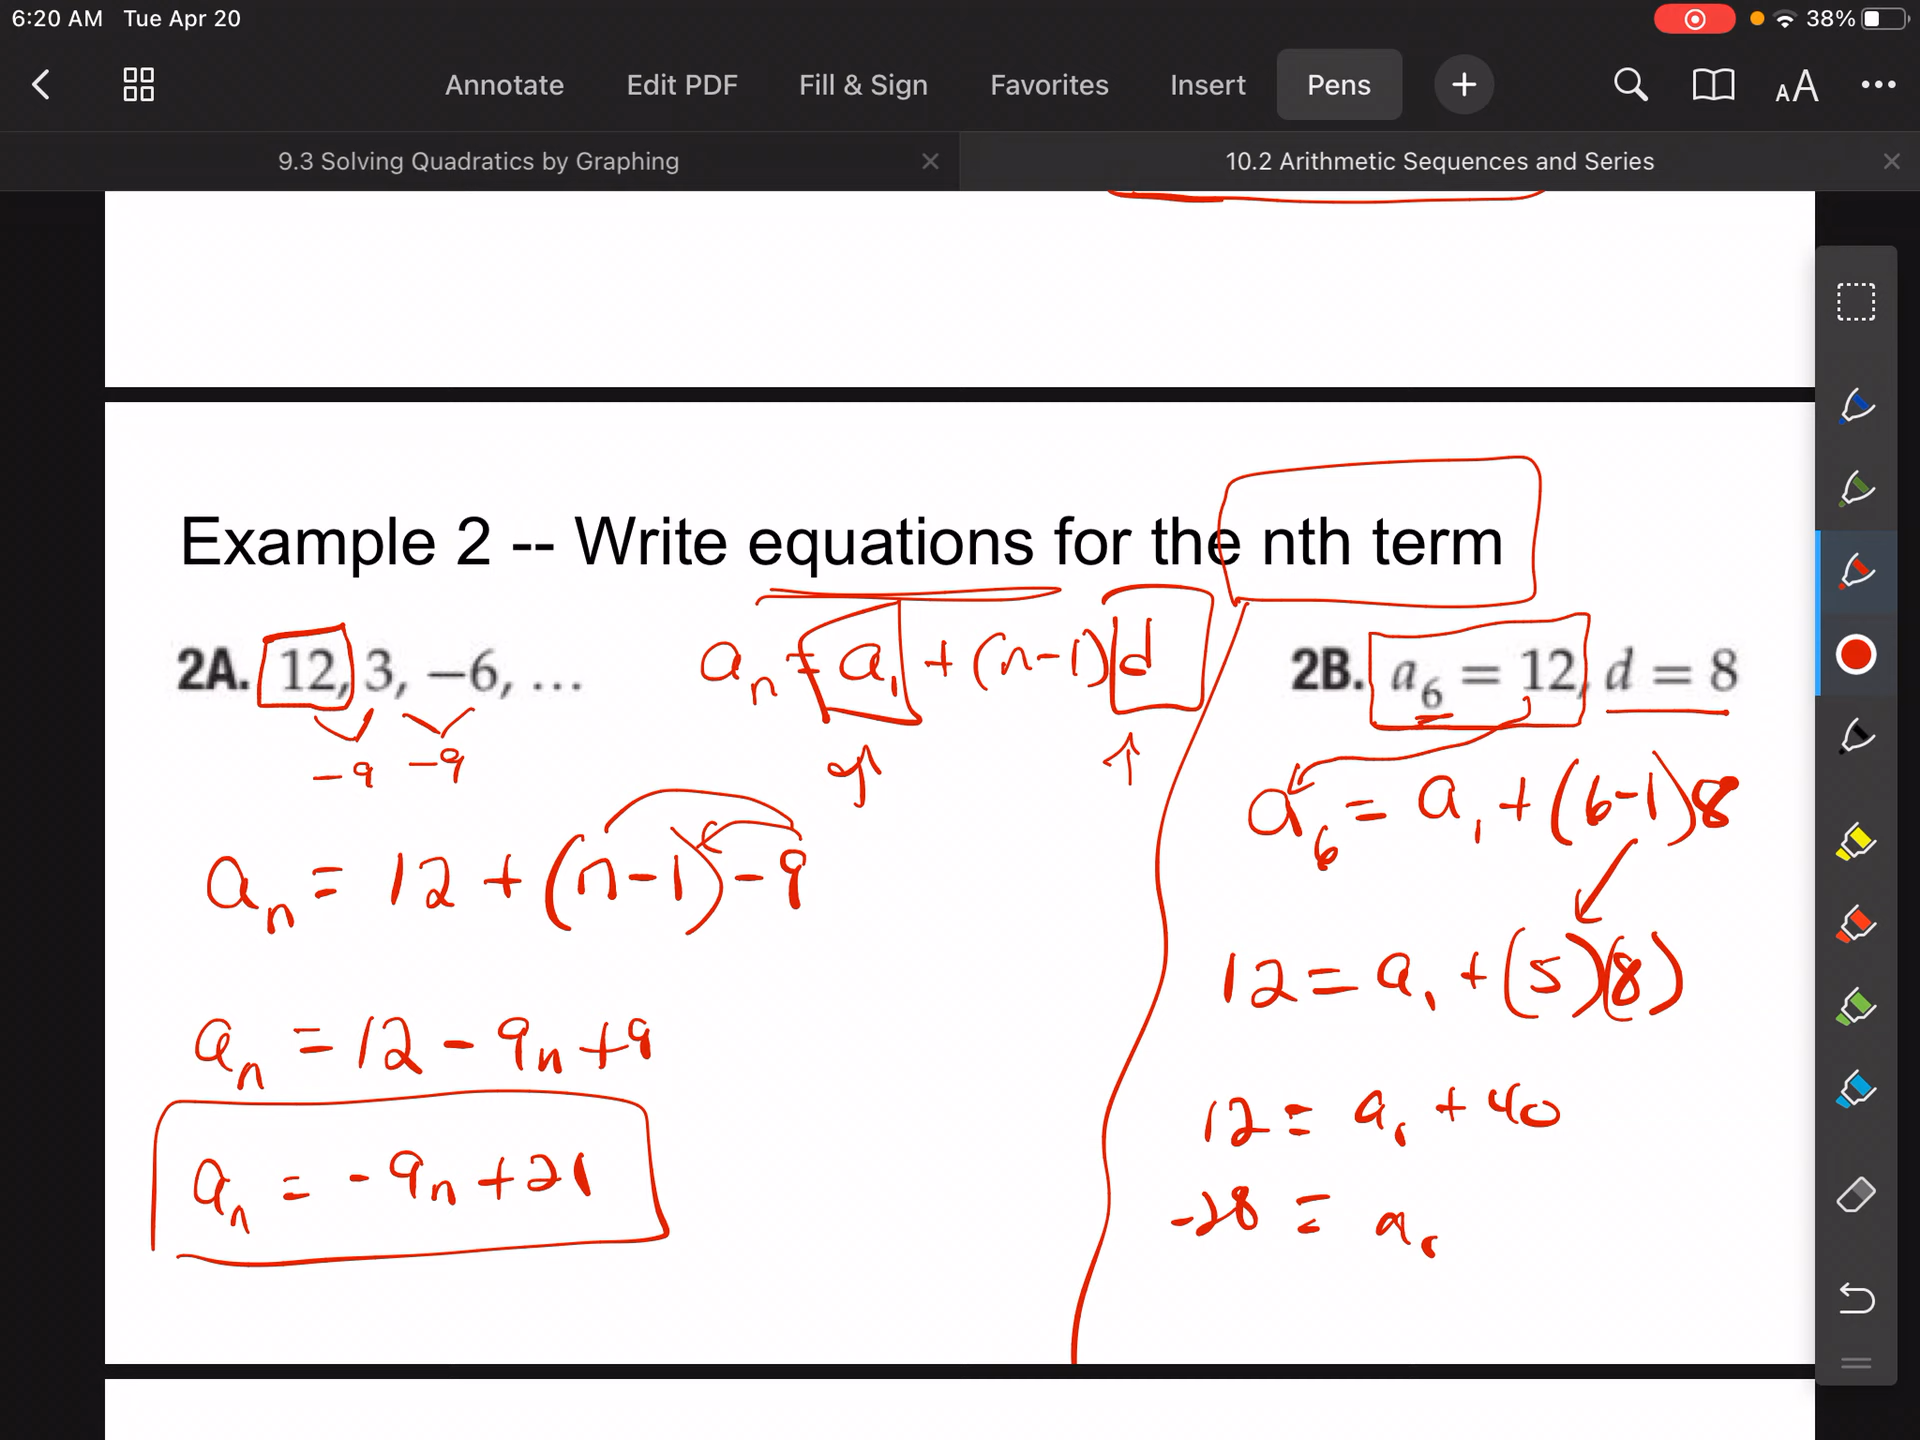 6:20 AM Tue Apr 20 38%
Annotate Edit PDF Fill & Sign Favorites Insert Pens
AA
9.3 Solving Quadratics by Graphing
10.2 Arithmetic Sequences and Series
Example 2 -- Write equations for the nth term
2A. 12, 3, −6, ...
-9 -9
aₙ = a₁ + (n-1)d
aₙ = 12 + (n-1)-9
aₙ = 12 - 9n + 9
aₙ = -9n + 21
2B. a₆ = 12, d = 8
a₆ = a₁ + (6-1)8
12 = a₁ + (5)(8)
12 = a₁ + 40
-28 = a₁